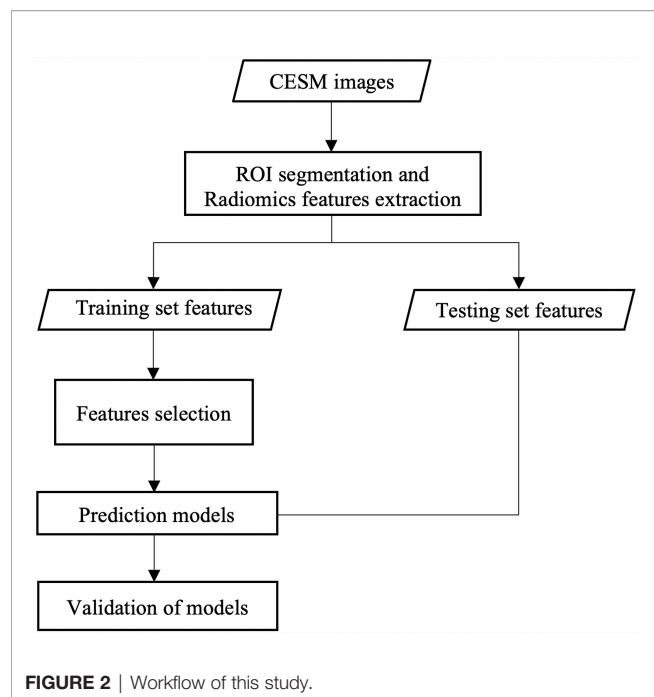 CESM images
ROI segmentation and
Radiomics features extraction
Training set features
Testing set features
Features selection
Prediction models
Validation of models
FIGURE 2 | Workflow of this study.